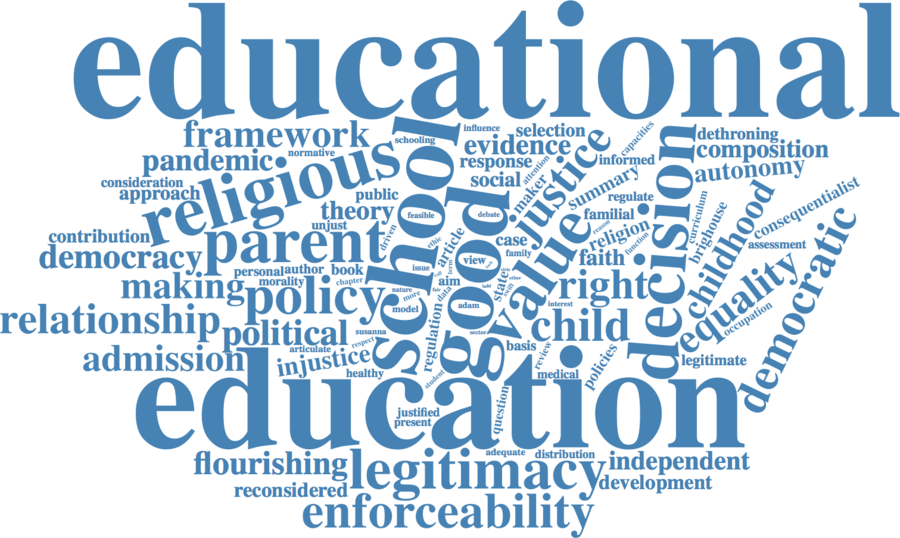 educational
framework
influence
selection
dethroning
schooling
evidence
capacities
composition
pandemic
normative
response
attention
informed
autonomy
consideration
approach
religious
school
social
maker
justice
summary
decision
public
theory
feasible
debate
regulate
familial
curriculum
brighouse
childhood
consequentialist
unjust
driven
contribution
parent
ethic
article
good
case
value
reason
religion
function
assessment
democracy
family
faith
personal
author
book
issue
view
state
other
term
morality
chapter
aim
making
policy
nature
more
data
right
equality
democratic
model
adam
interest
occupation
relationship
political
susanna
regulation
sector
child
respect
articulate
basis
review
admission
injustice
healthy
student
medical
policies
legitimate
education
justified
present
question
adequate
distribution
flourishing
legitimacy
independent
reconsidered
development
enforceability